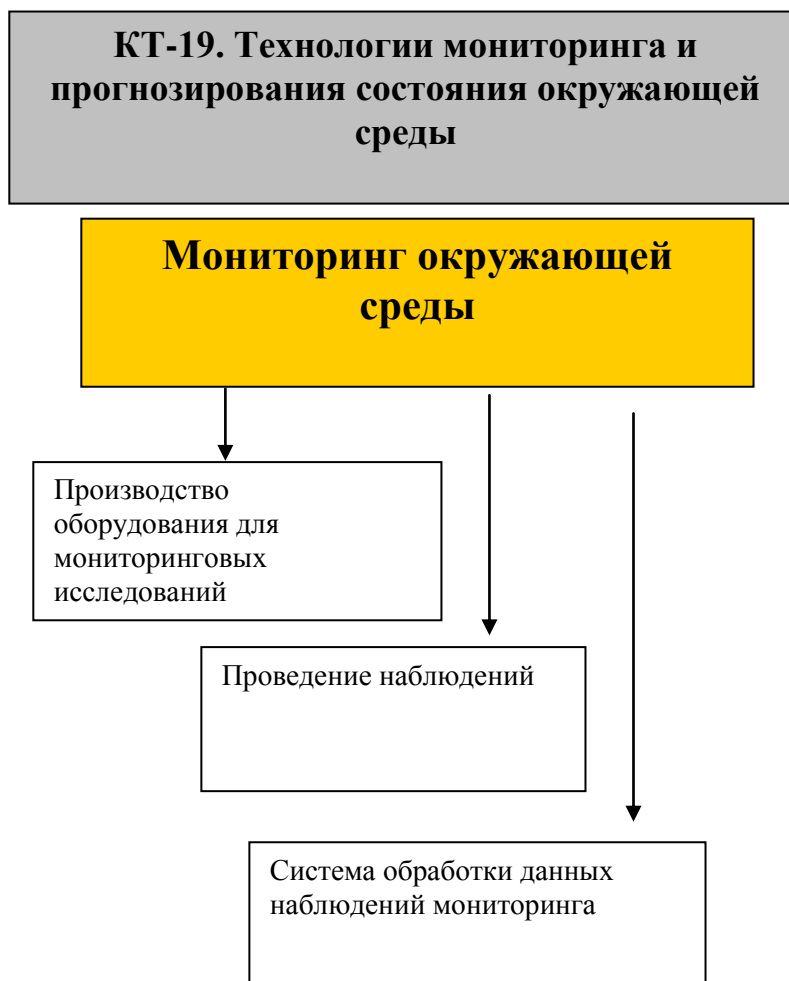 КТ-19. Технологии мониторинга и
прогнозирования состояния окружающей
среды
Мониторинг окружающей
среды
Производство
оборудования для
мониторинговых
исследований
Проведение наблюдений
Система обработки данных
наблюдений мониторинга